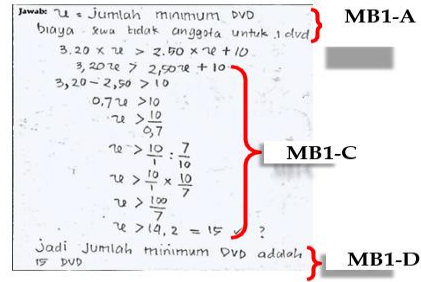 Jawab: x = jumlah minimum DVD
biaya sewa tidak anggota untuk 1 dvd
MB1-A
3.20 × x > 2.50 × x + 10
3,20x > 2,50x + 10
3,20 - 2,50 > 10
0,7x > 10
x > 10/0,7
x > 10/1 : 7/10
MB1-C
x > 10/1 × 10/7
x > 100/7
x > 14,2 = 15 ✓ ?
Jadi jumlah minimum DVD adalah
15 DVD
MB1-D